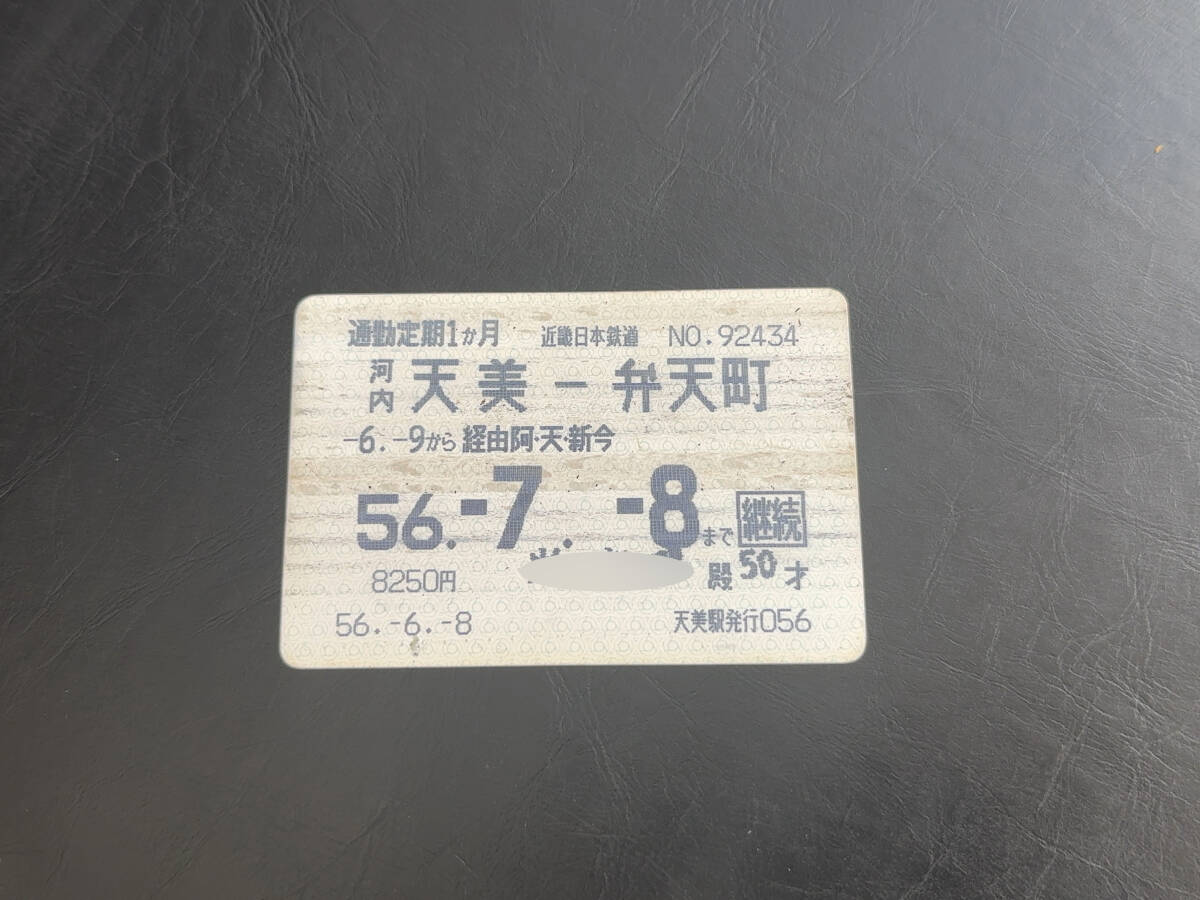 通勤定期1か月 近畿日本鉄道 NO.92434
河内天美－弁天町
-6.-9から 経由阿・天・新今
56.-7 -8まで 継続
8250円 殿 50才
56.-6.-8 天美駅発行056